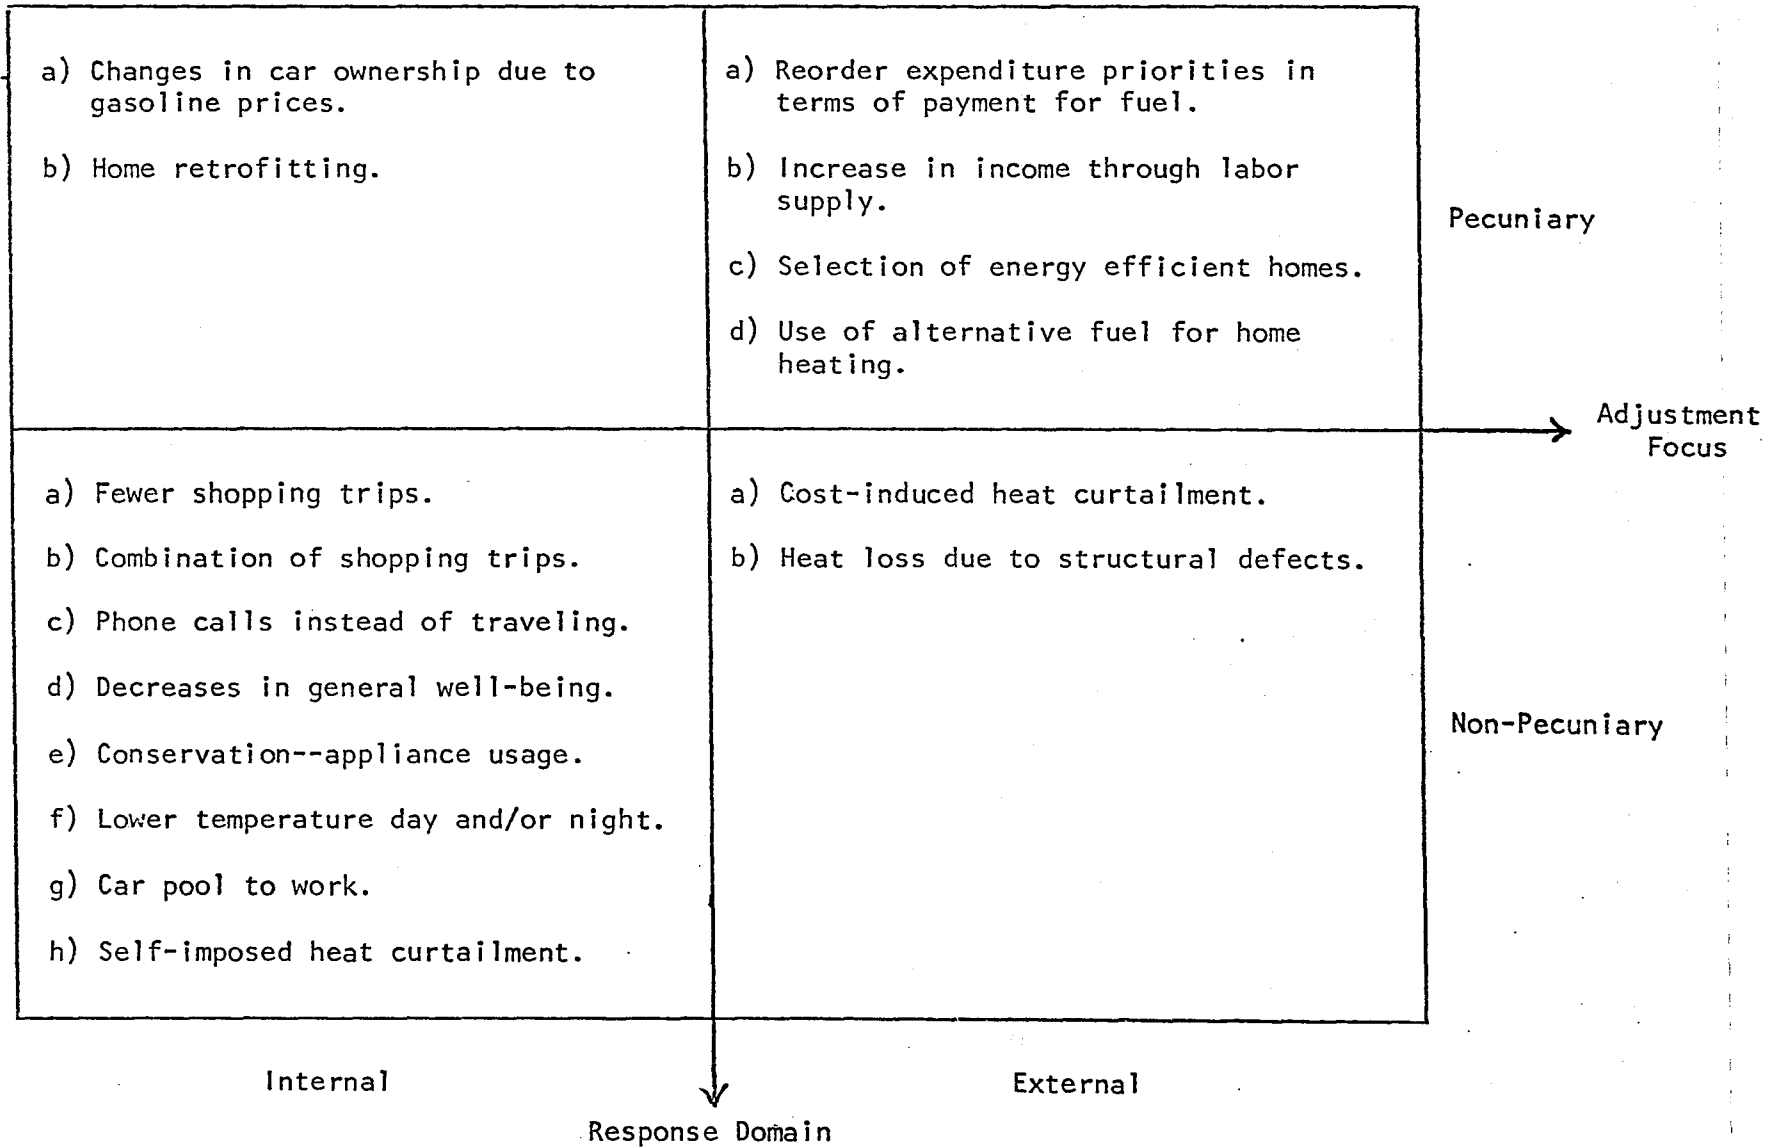 a) Changes in car ownership due to
gasoline prices.
b) Home retrofitting.
a) Reorder expenditure priorities in
terms of payment for fuel.
b) Increase in income through labor
supply.
c) Selection of energy efficient homes.
d) Use of alternative fuel for home
heating.
Pecuniary
Adjustment
Focus
a) Fewer shopping trips.
b) Combination of shopping trips.
c) Phone calls instead of traveling.
d) Decreases in general well-being.
e) Conservation--appliance usage.
f) Lower temperature day and/or night.
g) Car pool to work.
h) Self-imposed heat curtailment.
a) Cost-induced heat curtailment.
b) Heat loss due to structural defects.
Non-Pecuniary
Internal
External
Response Domain